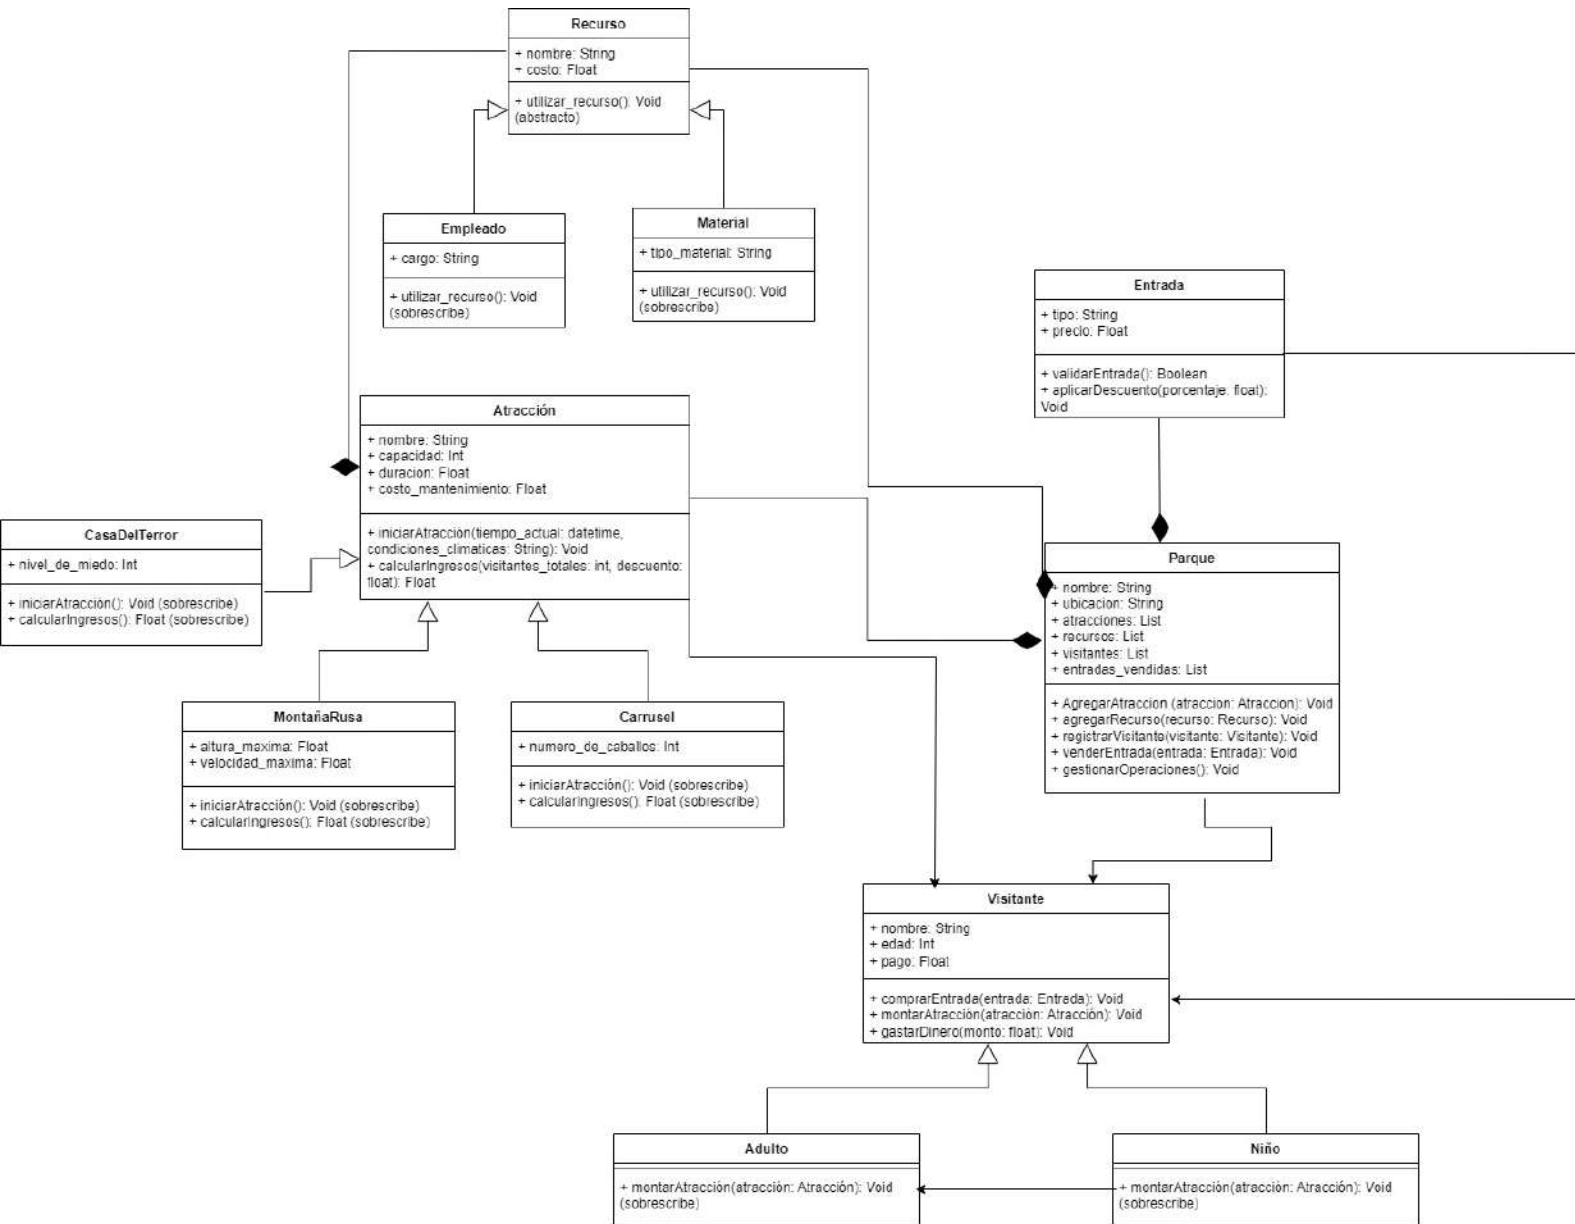 Recurso
+ nombre: String
+ costo: Float
+ utilizar_recurso(): Void
(abstracto)
Empleado
+ cargo: String
+ utilizar_recurso(): Void
(sobrescribe)
Material
+ tipo_material: String
+ utilizar_recurso(): Void
(sobrescribe)
Entrada
+ tipo: String
+ precio: Float
+ validarEntrada(): Boolean
+ aplicarDescuento(porcentaje: float):
Void
Atracción
+ nombre: String
+ capacidad: Int
+ duracion: Float
+ costo_mantenimiento: Float
+ iniciarAtracción(tiempo_actual: datetime,
condiciones_climaticas: String): Void
+ calcularIngresos(visitantes_totales: int, descuento:
float): Float
CasaDelTerror
+ nivel_de_miedo: Int
+ iniciarAtracción(): Void (sobrescribe)
+ calcularIngresos(): Float (sobrescribe)
Parque
+ nombre: String
+ ubicacion: String
+ atracciones: List
+ recursos: List
+ visitantes: List
+ entradas_vendidas: List
+ AgregarAtraccion (atraccion: Atraccion): Void
+ agregarRecurso(recurso: Recurso): Void
+ registrarVisitante(visitante: Visitante): Void
+ venderEntrada(entrada: Entrada): Void
+ gestionarOperaciones(): Void
MontañaRusa
+ altura_maxima: Float
+ velocidad_maxima: Float
+ iniciarAtracción(): Void (sobrescribe)
+ calcularIngresos(): Float (sobrescribe)
Carrusel
+ numero_de_caballos: Int
+ iniciarAtracción(): Void (sobrescribe)
+ calcularIngresos(): Float (sobrescribe)
Visitante
+ nombre: String
+ edad: Int
+ pago: Float
+ comprarEntrada(entrada: Entrada): Void
+ montarAtracción(atracción: Atracción): Void
+ gastarDinero(monto: float): Void
Adulto
+ montarAtracción(atracción: Atracción): Void
(sobrescribe)
Niño
+ montarAtracción(atracción: Atracción): Void
(sobrescribe)